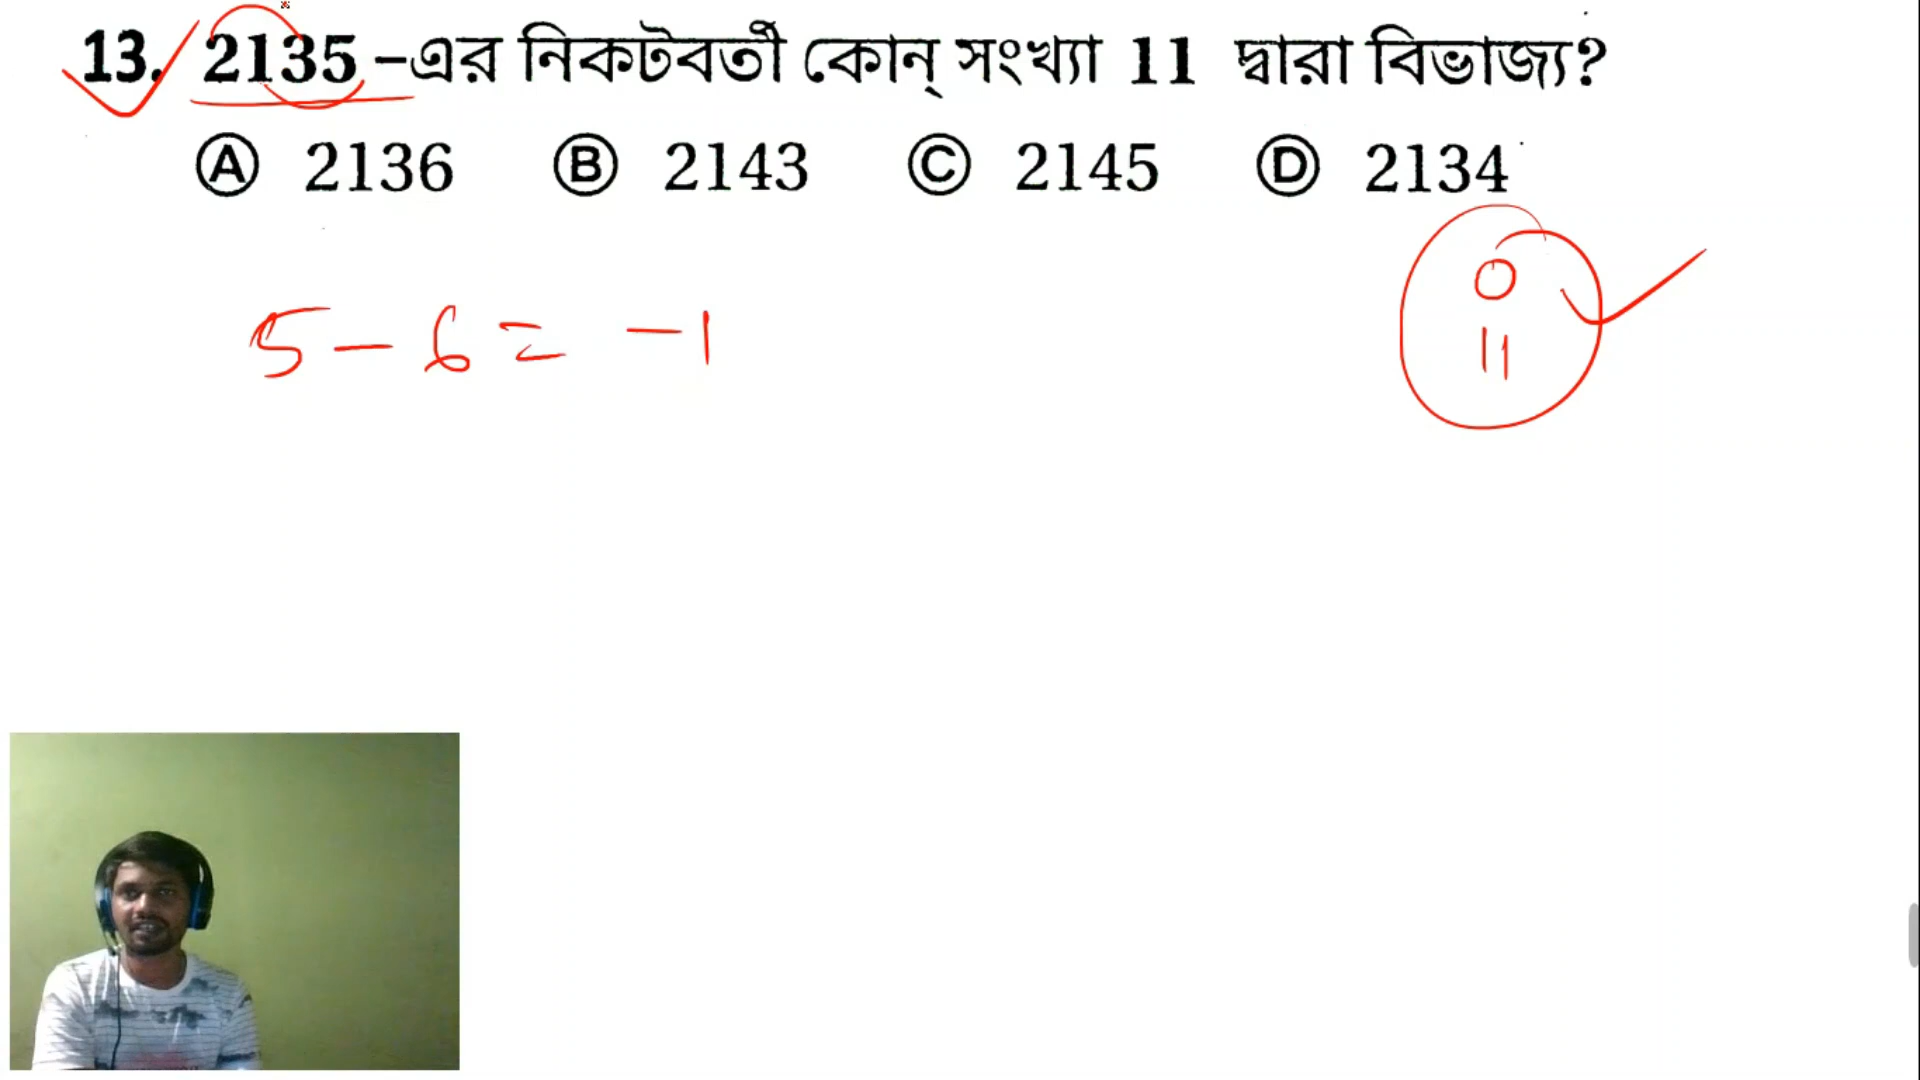 13. 2135 –এর নিকটবর্তী কোন্ সংখ্যা 11 দ্বারা বিভাজ্য?
Ⓐ 2136 Ⓑ 2143 Ⓒ 2145 Ⓓ 2134
0
5 - 6 = -1
11